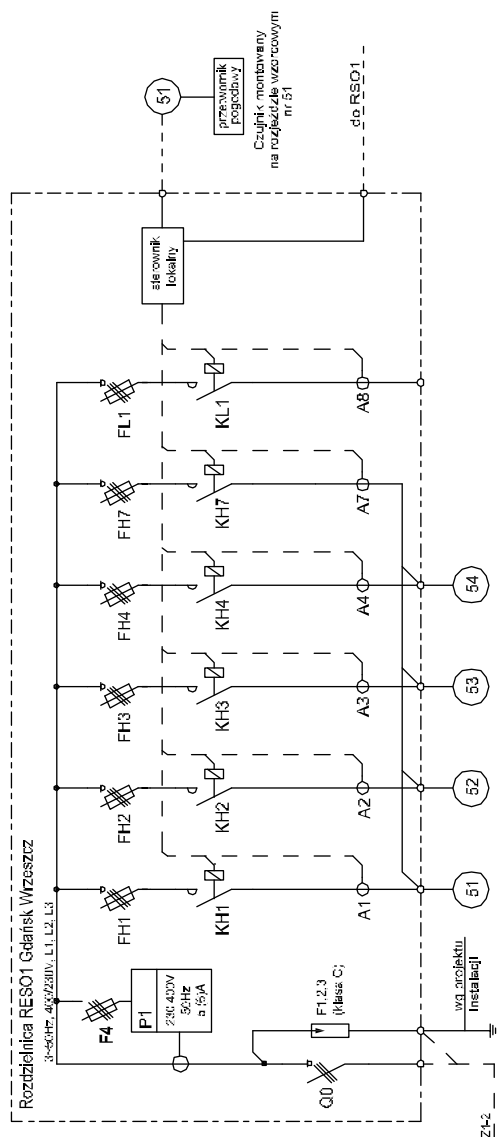 Rozdzielnica RESO1 Gdańsk Wrzeszcz
3~50Hz, 400/230V, L1, L2, L3
F4
FH1
FH2
FH3
FH4
FH7
FL1
P1
230/400V
50Hz
KH1
KH2
KH3
KH4
KH7
KL1
sterownik
lokalny
51
przetwornik
pogodowy
Czujnik montowany
na rozjeździe wzorcowym
nr 51
do RSO1
F1,2,3
(klasa C)
Q0
A1
A2
A3
A4
A7
A8
wg projektu
Instalacji
51
52
53
54
Z1-2